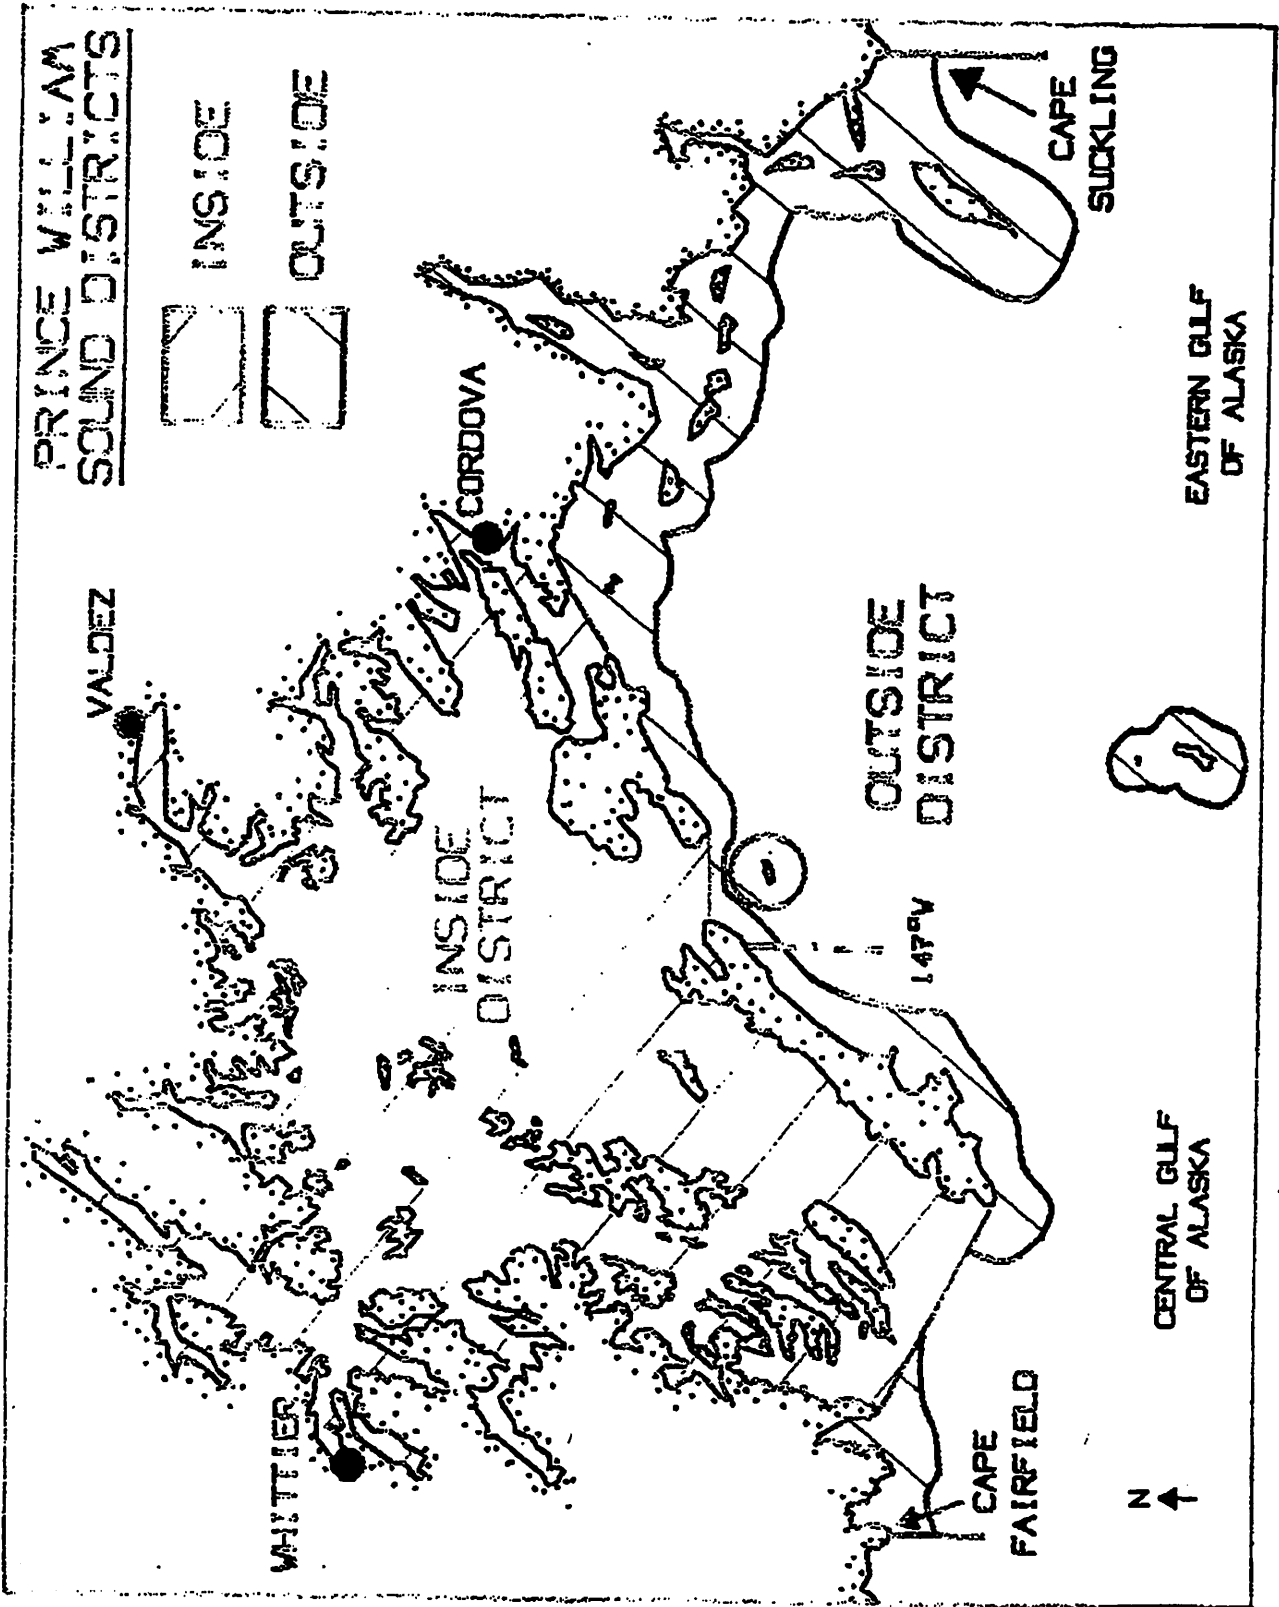 PRINCE WILLIAM
SOUND DISTRICTS
INSIDE
OUTSIDE
VALDEZ
CORDOVA
WHITTIER
INSIDE
DISTRICT
OUTSIDE
DISTRICT
147°W
CAPE
SUCKLING
CAPE
FAIRFIELD
N
CENTRAL GULF
OF ALASKA
EASTERN GULF
OF ALASKA